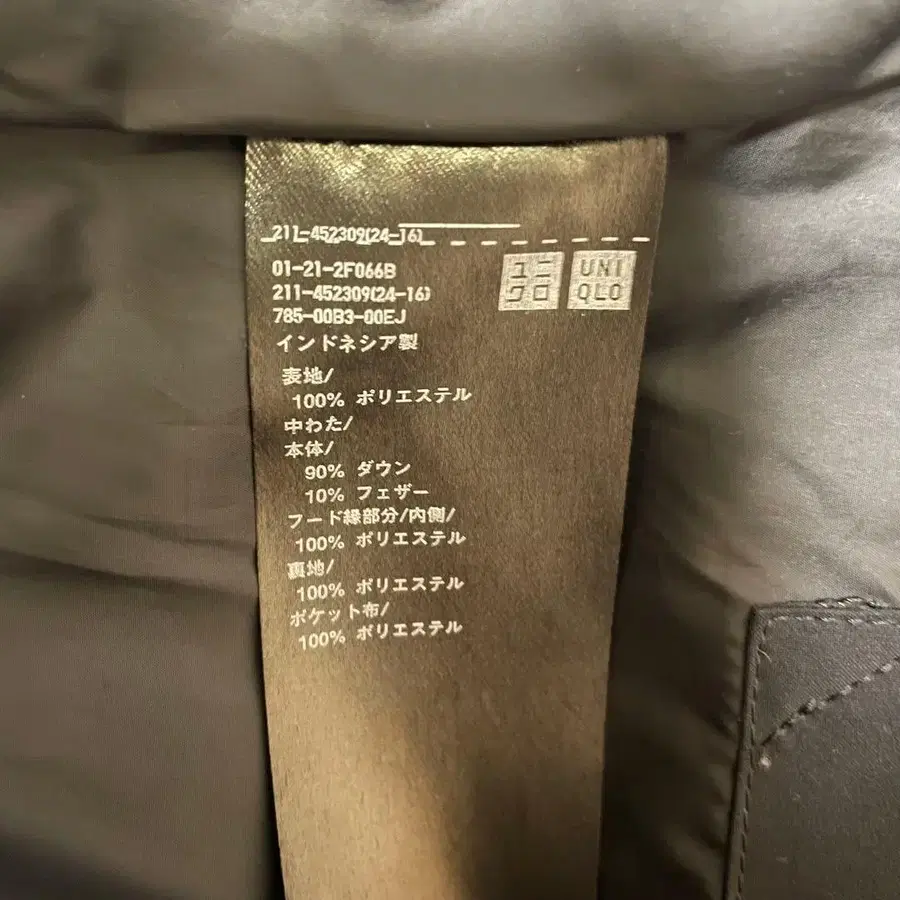 211-452309(24-16)
01-21-2F066B
211-452309(24-16)
785-00B3-00EJ
ユニ
クロ
UNI
QLO
インドネシア製
表地/
100% ポリエステル
中わた/
本体/
90% ダウン
10% フェザー
フード縁部分/内側/
100% ポリエステル
裏地/
100% ポリエステル
ポケット布/
100% ポリエステル